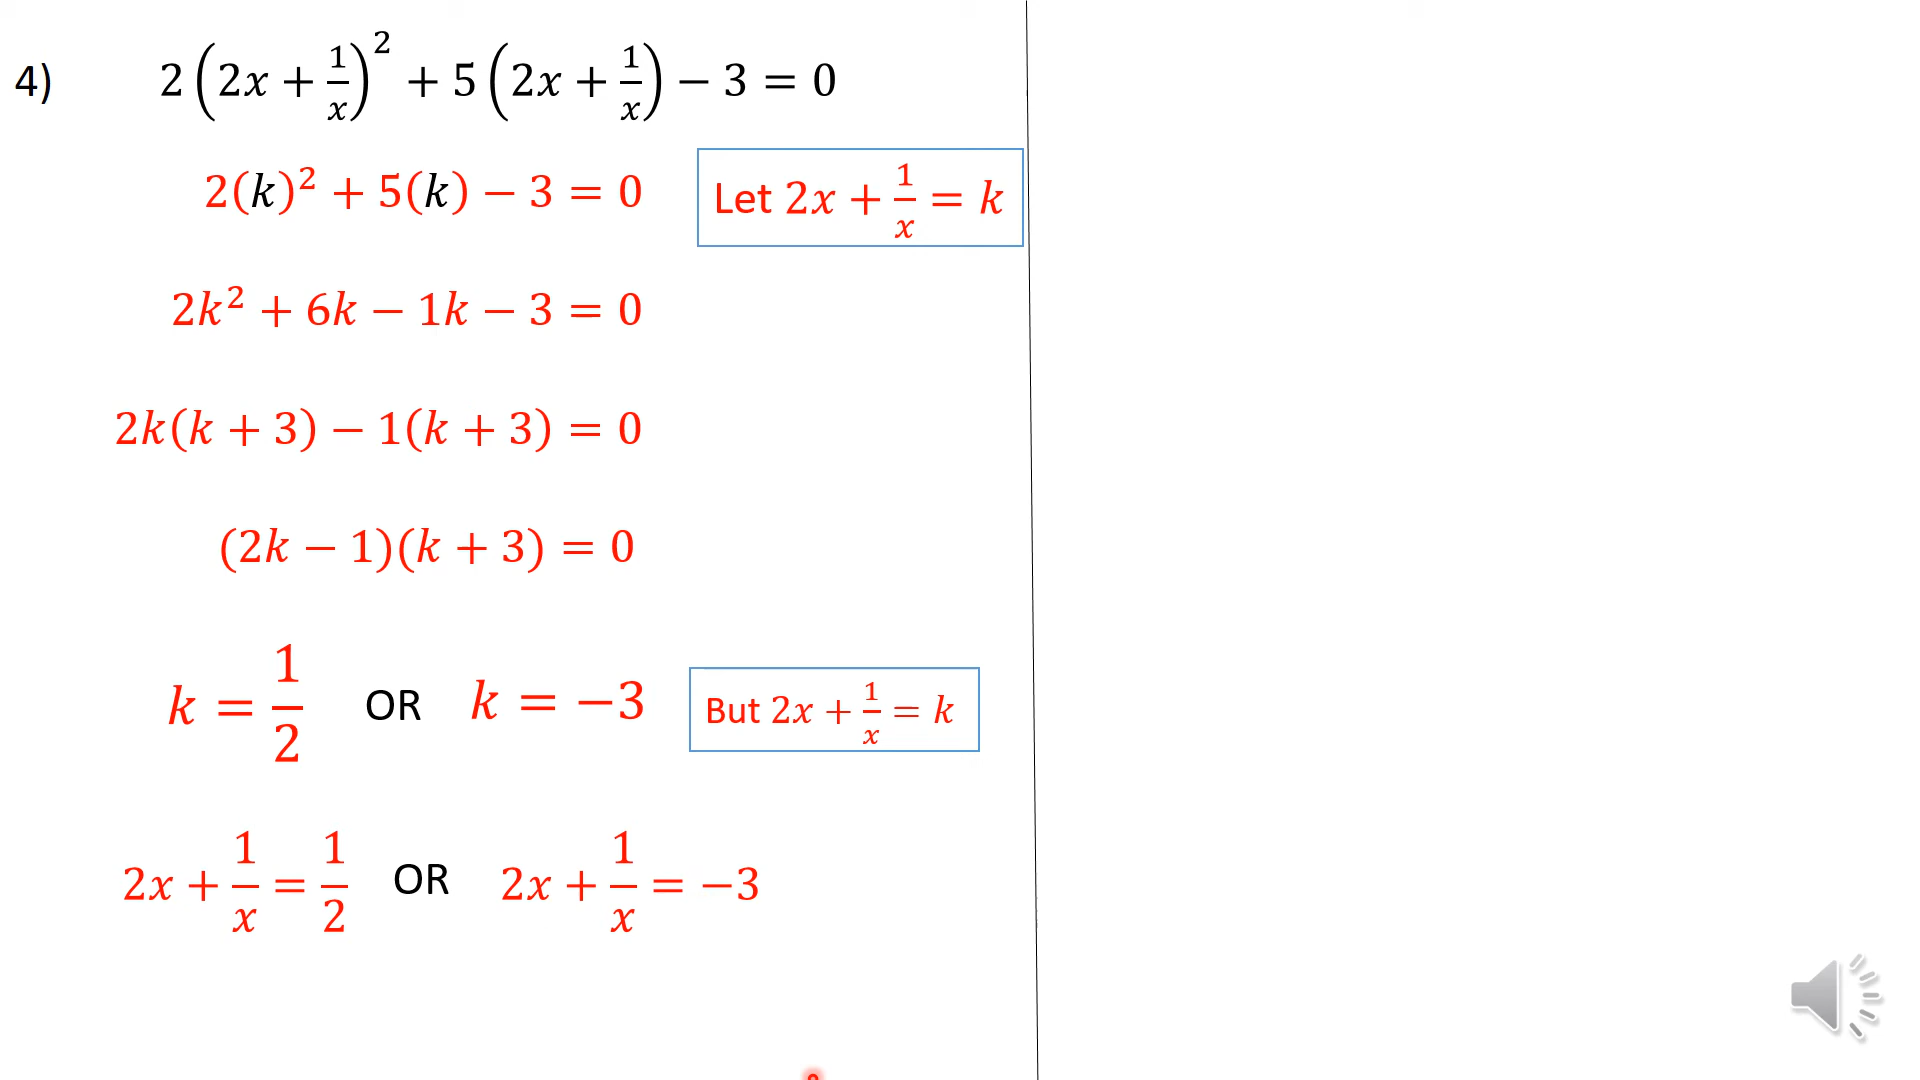 4) 2(2x + 1/x)² + 5(2x + 1/x) − 3 = 0
2(k)² + 5(k) − 3 = 0
Let 2x + 1/x = k
2k² + 6k − 1k − 3 = 0
2k(k + 3) − 1(k + 3) = 0
(2k − 1)(k + 3) = 0
k = 1/2 OR k = −3
But 2x + 1/x = k
2x + 1/x = 1/2 OR 2x + 1/x = −3